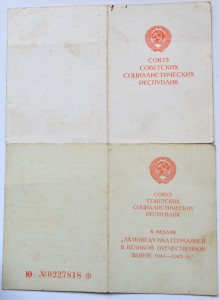 СОЮЗ
СОВЕТСКИХ
СОЦИАЛИСТИЧЕСКИХ
РЕСПУБЛИК
СОЮЗ
СОВЕТСКИХ
СОЦИАЛИСТИЧЕСКИХ
РЕСПУБЛИК
К МЕДАЛИ
„ЗА ПОБЕДУ НАД ГЕРМАНИЕЙ
В ВЕЛИКОЙ ОТЕЧЕСТВЕННОЙ
ВОЙНЕ 1941—1945 гг.“
Ю №0227818 ✻